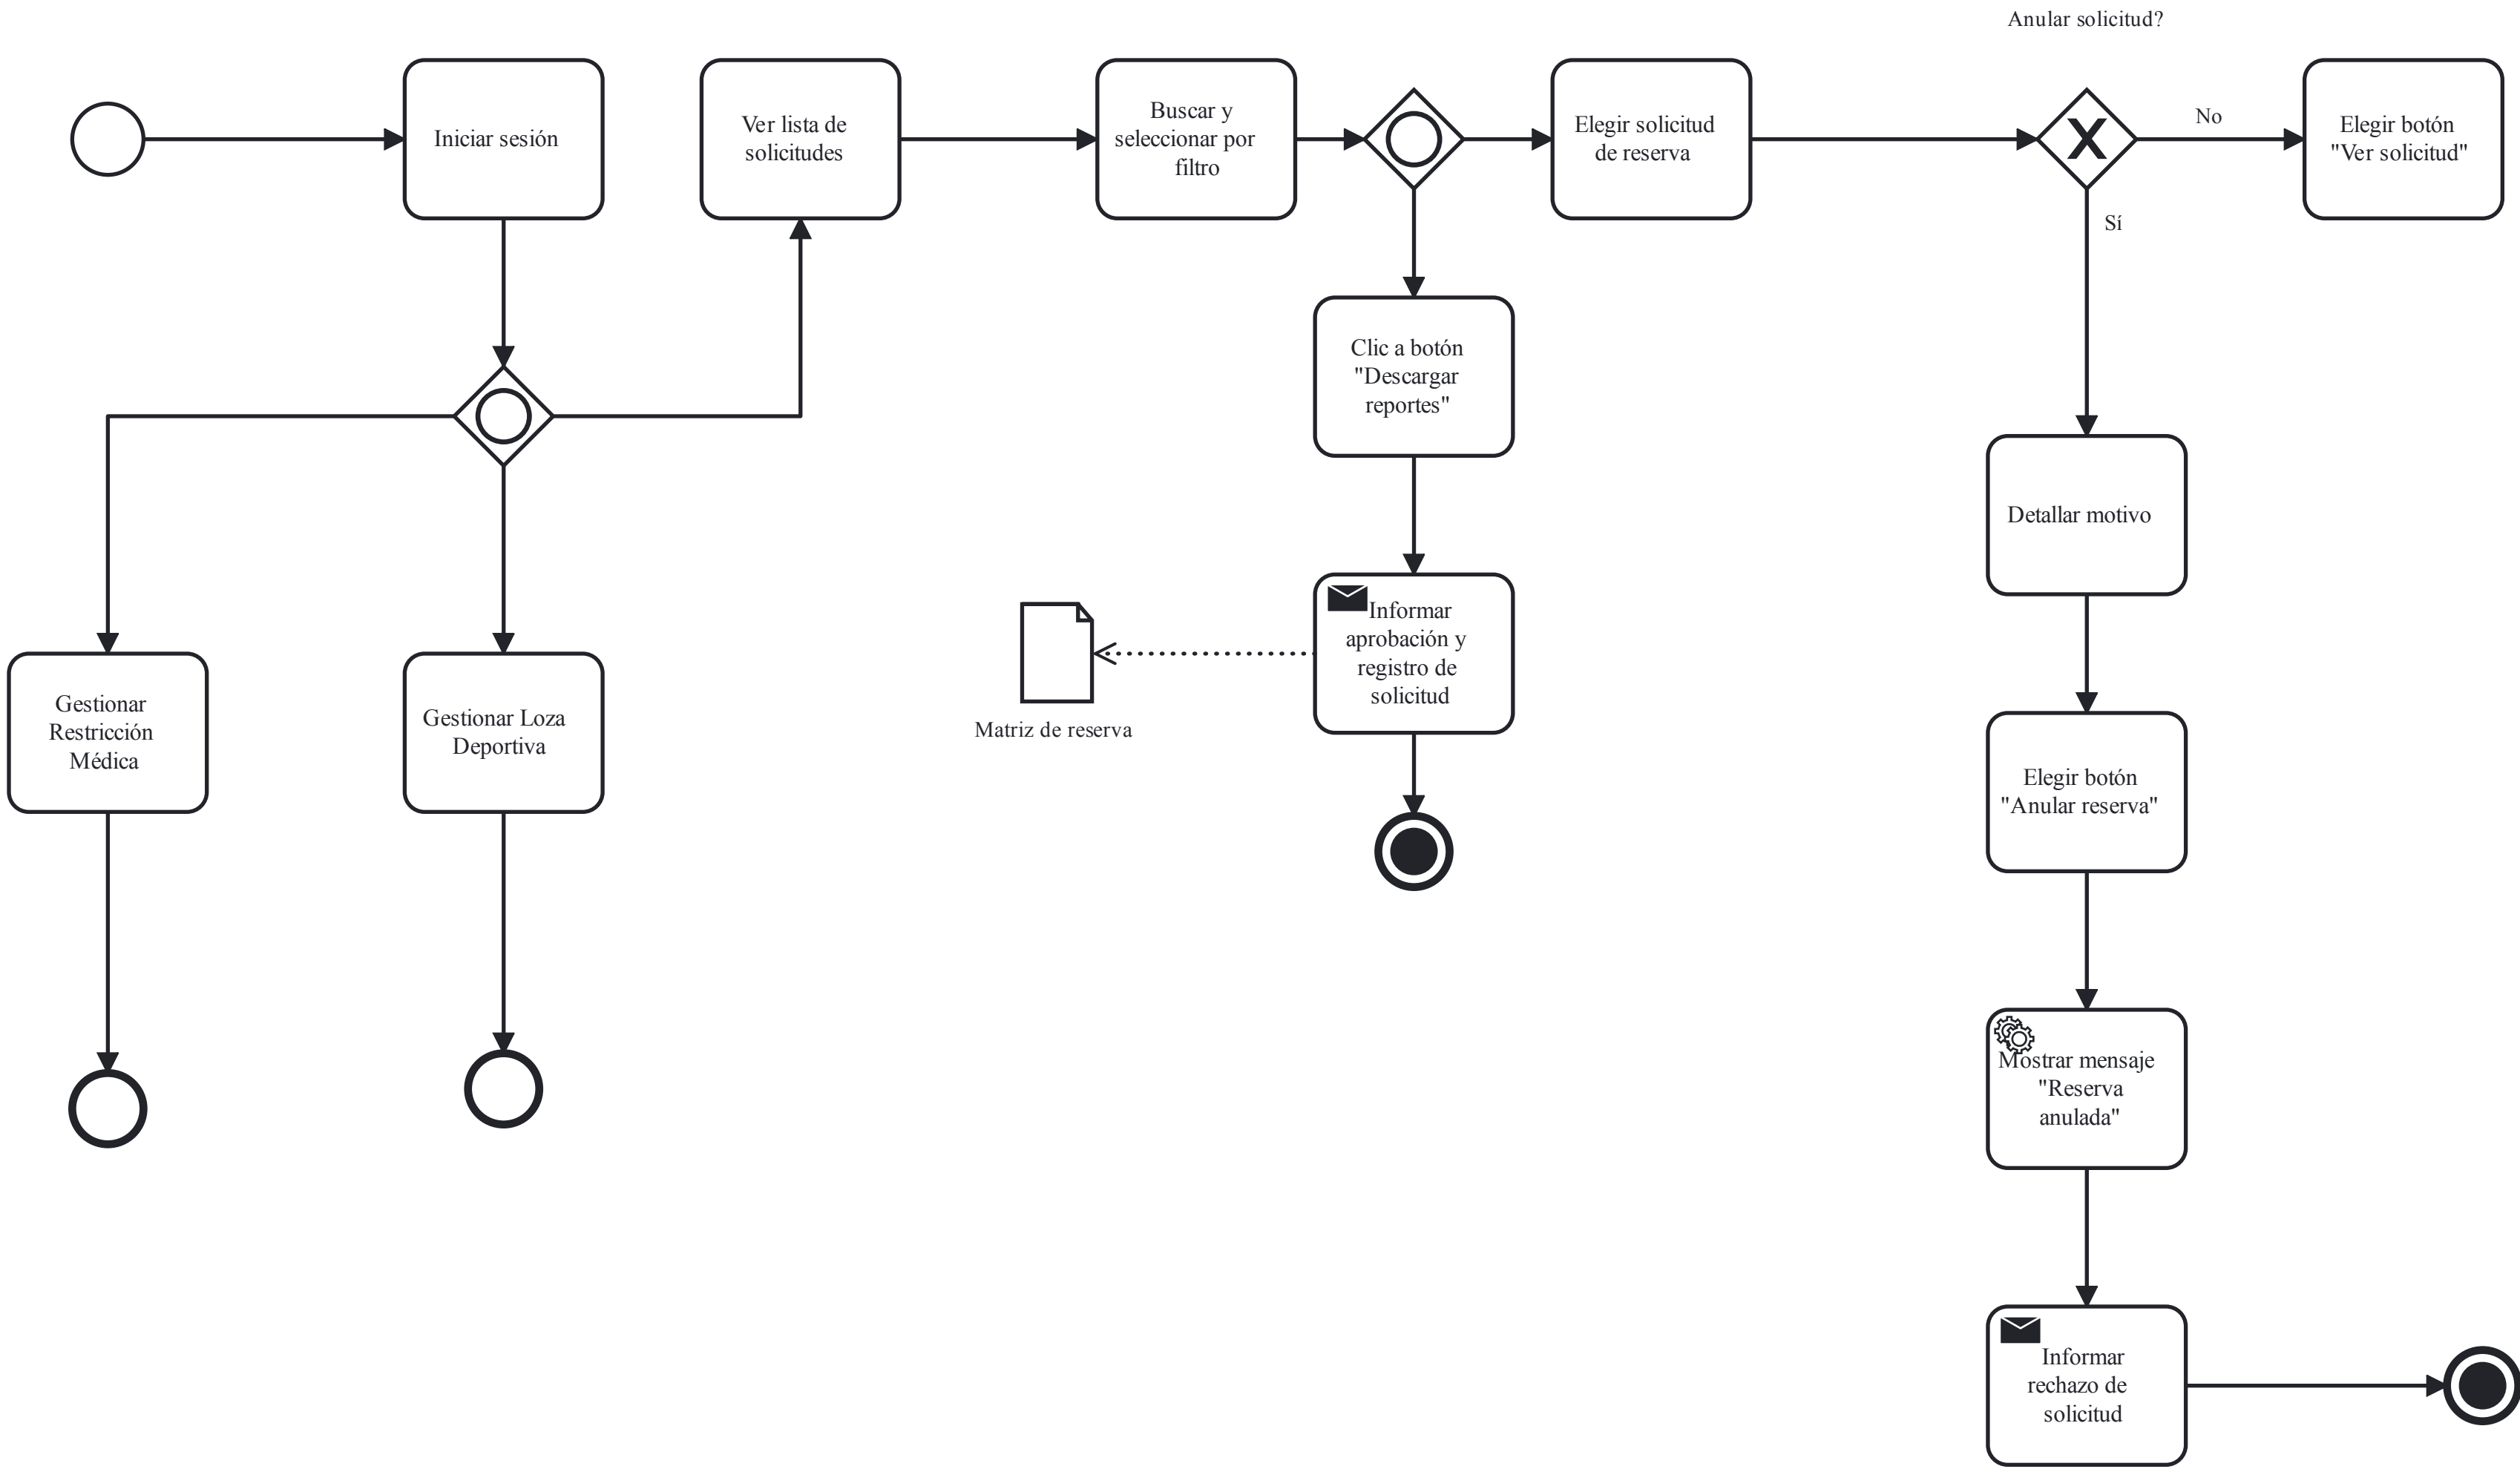 Anular solicitud?
Iniciar sesión
Ver lista de
solicitudes
Buscar y
seleccionar por
filtro
Elegir solicitud
de reserva
No
Elegir botón
"Ver solicitud"
Sí
Clic a botón
"Descargar
reportes"
Detallar motivo
Informar
aprobación y
registro de
solicitud
Matriz de reserva
Gestionar
Restricción
Médica
Gestionar Loza
Deportiva
Elegir botón
"Anular reserva"
Mostrar mensaje
"Reserva
anulada"
Informar
rechazo de
solicitud